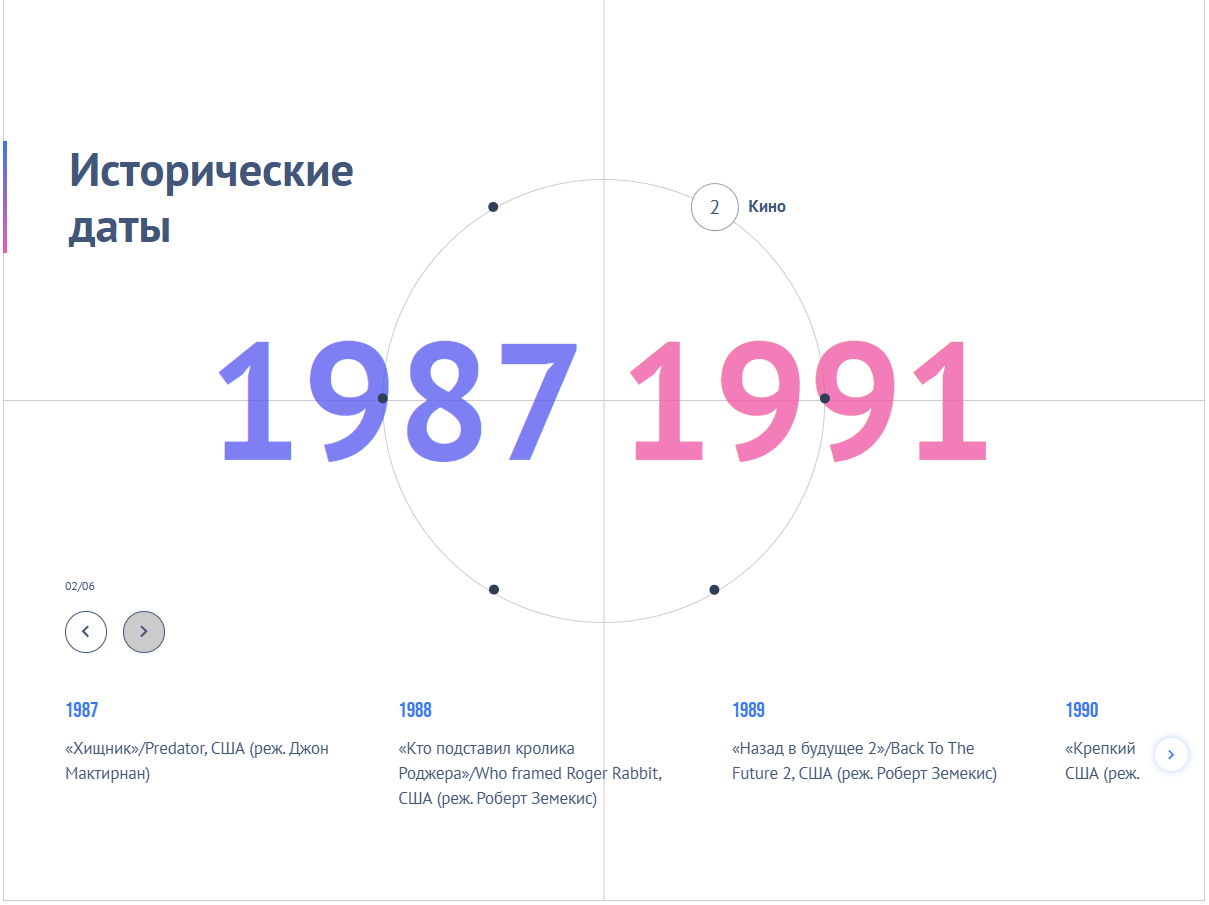 Исторические
даты
2 Кино
1987 1991
02/06
1987
«Хищник»/Predator, США (реж. Джон
Мактирнан)
1988
«Кто подставил кролика
Роджера»/Who framed Roger Rabbit,
США (реж. Роберт Земекис)
1989
«Назад в будущее 2»/Back To The
Future 2, США (реж. Роберт Земекис)
1990
«Крепкий
США (реж.